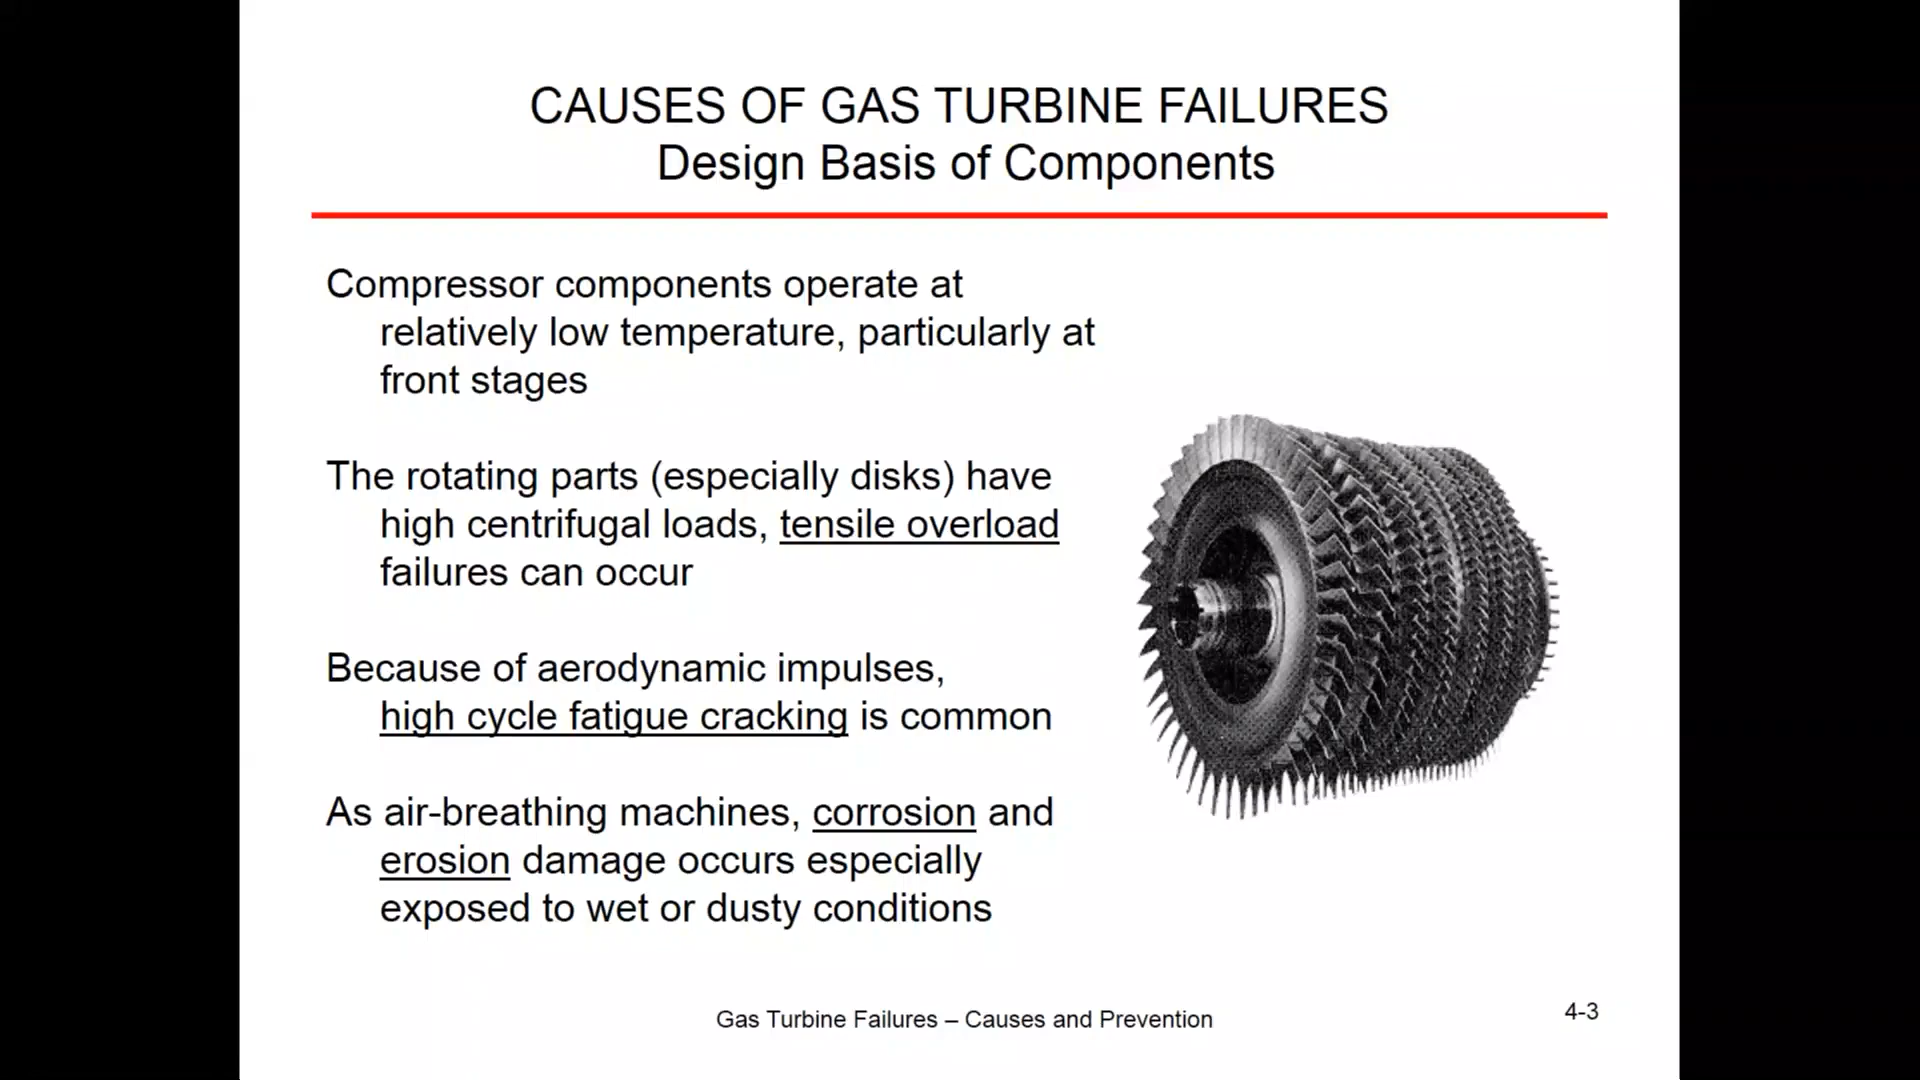 CAUSES OF GAS TURBINE FAILURES
Design Basis of Components
Compressor components operate at
relatively low temperature, particularly at
front stages
The rotating parts (especially disks) have
high centrifugal loads, tensile overload
failures can occur
Because of aerodynamic impulses,
high cycle fatigue cracking is common
As air-breathing machines, corrosion and
erosion damage occurs especially
exposed to wet or dusty conditions
Gas Turbine Failures – Causes and Prevention
4-3